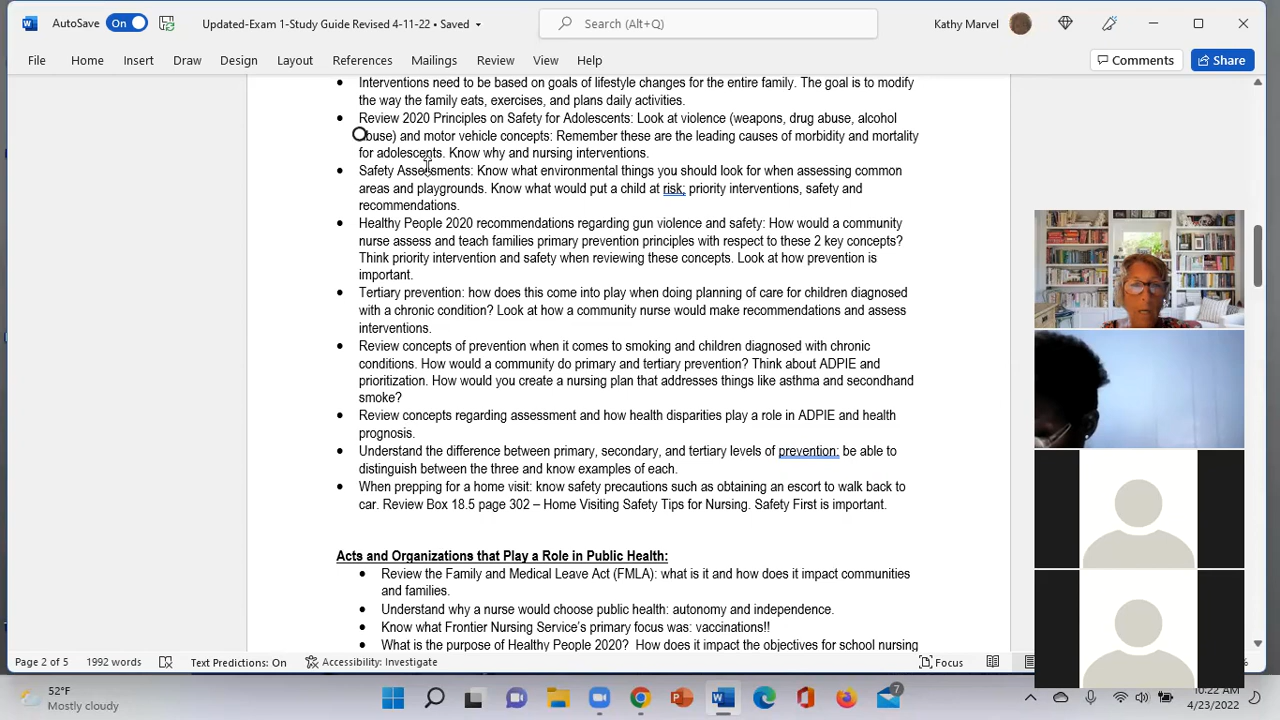 AutoSave On Updated-Exam 1-Study Guide Revised 4-11-22 • Saved Search (Alt+Q) Kathy Marvel
File Home Insert Draw Design Layout References Mailings Review View Help Comments Share
• Interventions need to be based on goals of lifestyle changes for the entire family. The goal is to modify
the way the family eats, exercises, and plans daily activities.
• Review 2020 Principles on Safety for Adolescents: Look at violence (weapons, drug abuse, alcohol
abuse) and motor vehicle concepts: Remember these are the leading causes of morbidity and mortality
for adolescents. Know why and nursing interventions.
• Safety Assessments: Know what environmental things you should look for when assessing common
areas and playgrounds. Know what would put a child at risk; priority interventions, safety and
recommendations.
• Healthy People 2020 recommendations regarding gun violence and safety: How would a community
nurse assess and teach families primary prevention principles with respect to these 2 key concepts?
Think priority intervention and safety when reviewing these concepts. Look at how prevention is
important.
• Tertiary prevention: how does this come into play when doing planning of care for children diagnosed
with a chronic condition? Look at how a community nurse would make recommendations and assess
interventions.
• Review concepts of prevention when it comes to smoking and children diagnosed with chronic
conditions. How would a community do primary and tertiary prevention? Think about ADPIE and
prioritization. How would you create a nursing plan that addresses things like asthma and secondhand
smoke?
• Review concepts regarding assessment and how health disparities play a role in ADPIE and health
prognosis.
• Understand the difference between primary, secondary, and tertiary levels of prevention: be able to
distinguish between the three and know examples of each.
• When prepping for a home visit: know safety precautions such as obtaining an escort to walk back to
car. Review Box 18.5 page 302 – Home Visiting Safety Tips for Nursing. Safety First is important.
Acts and Organizations that Play a Role in Public Health:
• Review the Family and Medical Leave Act (FMLA): what is it and how does it impact communities
and families.
• Understand why a nurse would choose public health: autonomy and independence.
• Know what Frontier Nursing Service's primary focus was: vaccinations!!
• What is the purpose of Healthy People 2020? How does it impact the objectives for school nursing
Page 2 of 5 1992 words Text Predictions: On Accessibility: Investigate Focus
52°F
Mostly cloudy
7
10:22 AM
4/23/2022